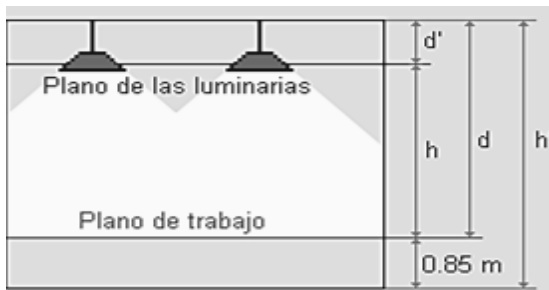 d'
Plano de las luminarias
h
d
h
Plano de trabajo
0.85 m